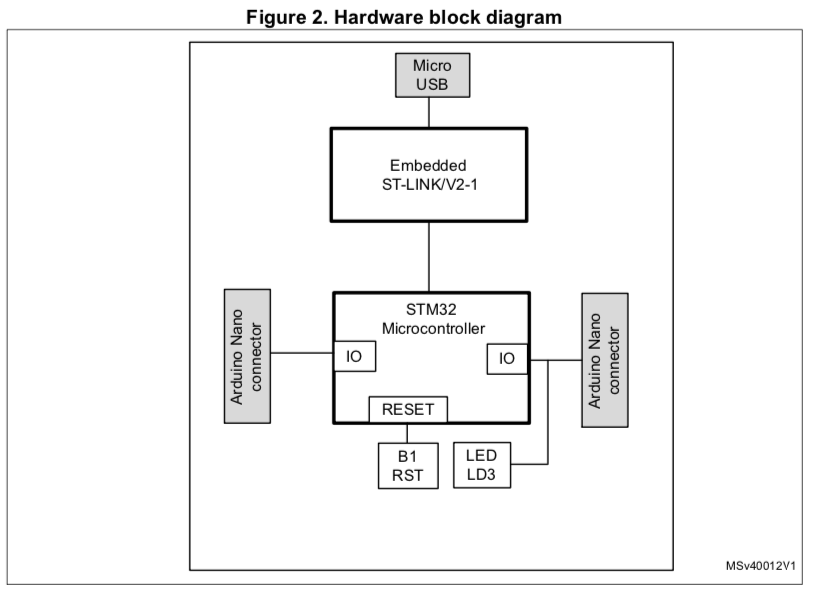 Figure 2. Hardware block diagram
Micro
USB
Embedded
ST-LINK/V2-1
Arduino Nano
connector
STM32
Microcontroller
IO
IO
RESET
Arduino Nano
connector
B1
RST
LED
LD3
MSv40012V1